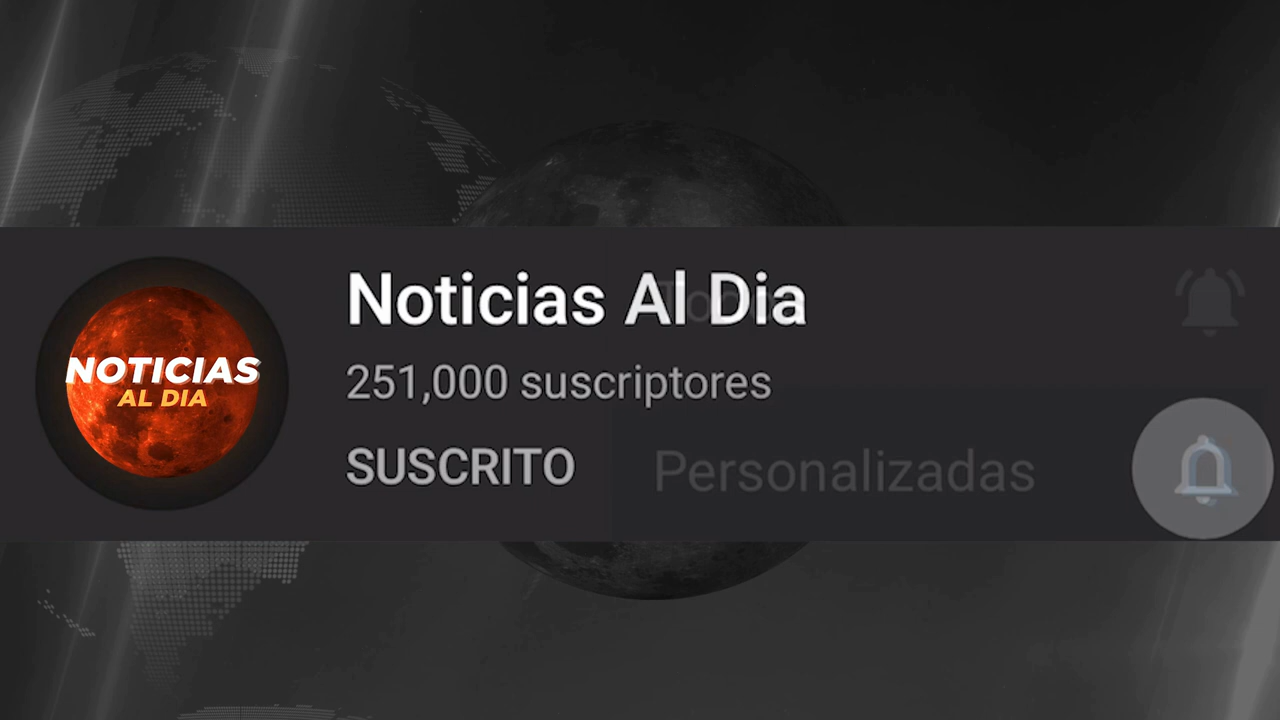 NOTICIAS
AL DIA
Noticias Al Dia
251,000 suscriptores
SUSCRITO
Personalizadas